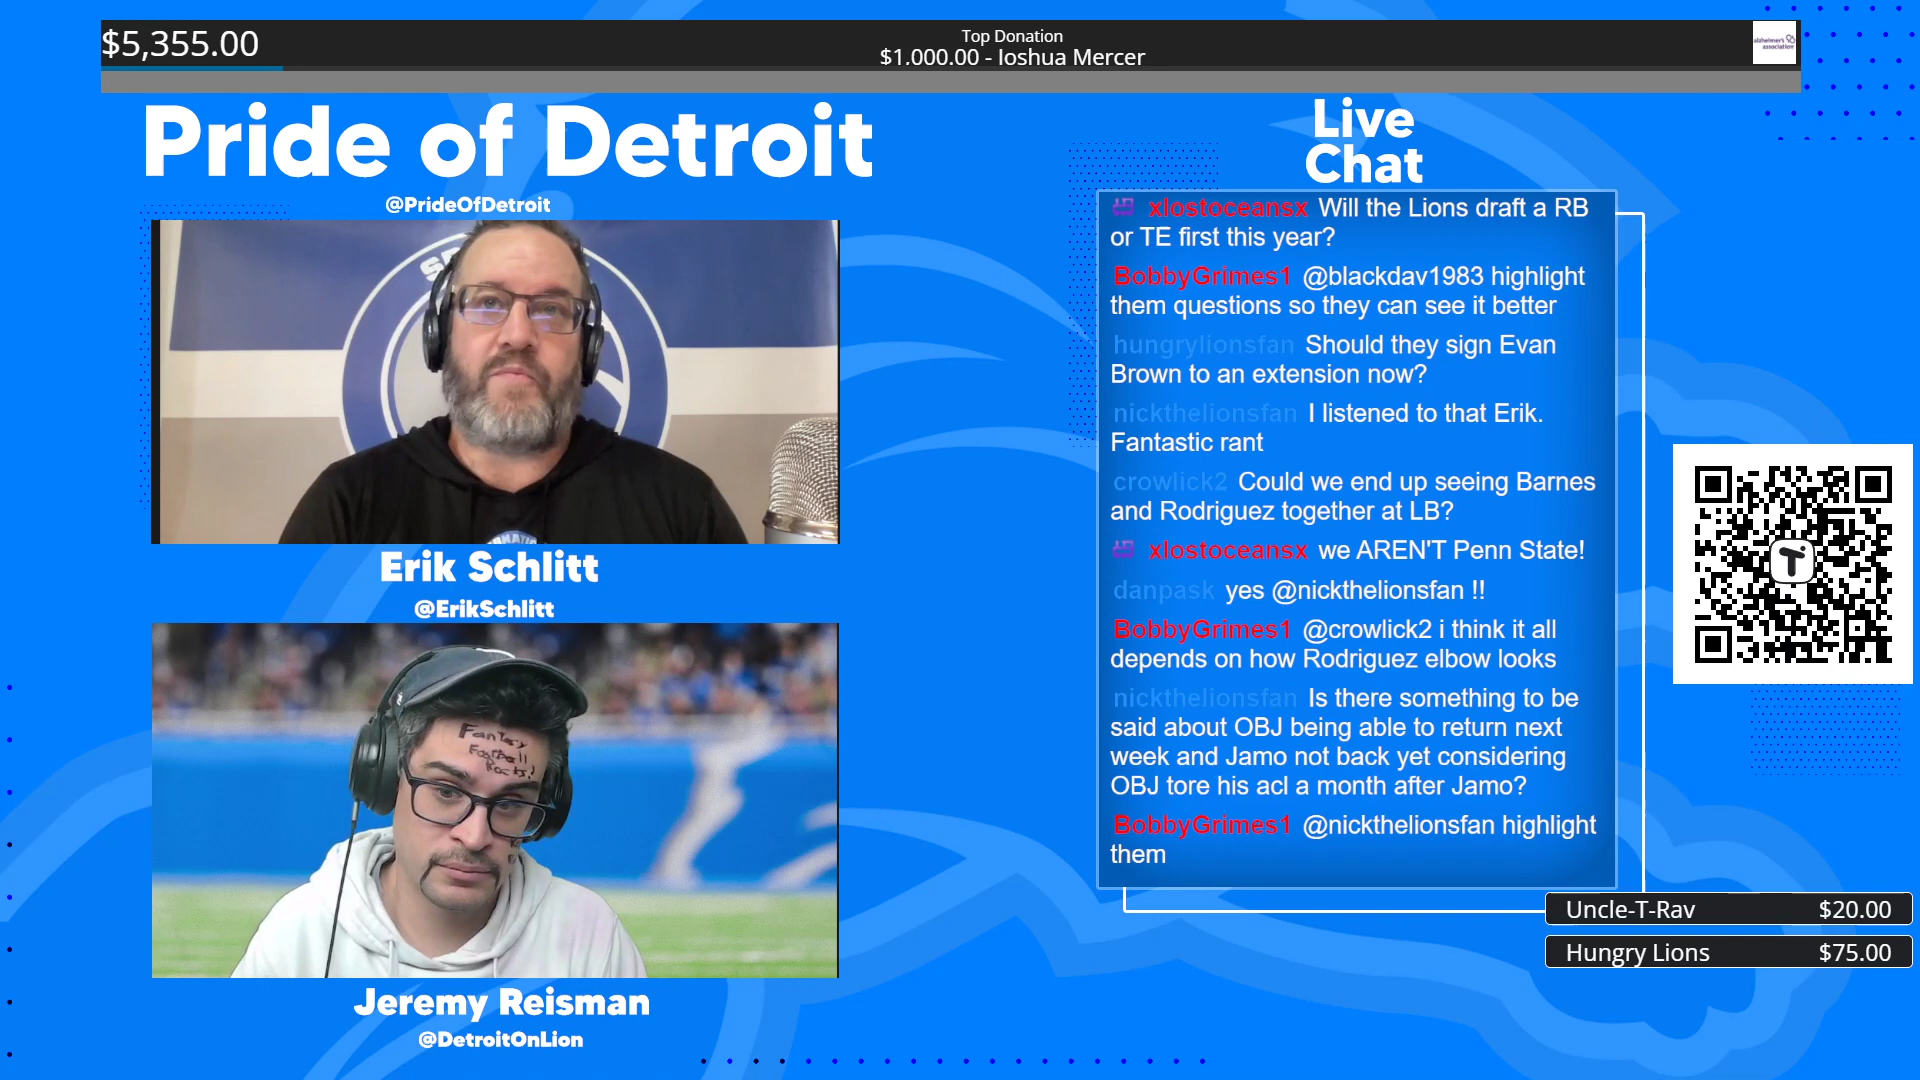 $5,355.00
Top Donation
$1,000.00 - Joshua Mercer
alzheimer's
association
Pride of Detroit
@PrideOfDetroit
Erik Schlitt
@ErikSchlitt
Fantasy
Football
Rocks!
Jeremy Reisman
@DetroitOnLion
Live
Chat
xlostoceansx Will the Lions draft a RB
or TE first this year?
BobbyGrimes1 @blackdav1983 highlight
them questions so they can see it better
hungrylionsfan Should they sign Evan
Brown to an extension now?
nickthelionsfan I listened to that Erik.
Fantastic rant
crowlick2 Could we end up seeing Barnes
and Rodriguez together at LB?
xlostoceansx we AREN'T Penn State!
danpask yes @nickthelionsfan !!
BobbyGrimes1 @crowlick2 i think it all
depends on how Rodriguez elbow looks
nickthelionsfan Is there something to be
said about OBJ being able to return next
week and Jamo not back yet considering
OBJ tore his acl a month after Jamo?
BobbyGrimes1 @nickthelionsfan highlight
them
Uncle-T-Rav $20.00
Hungry Lions $75.00